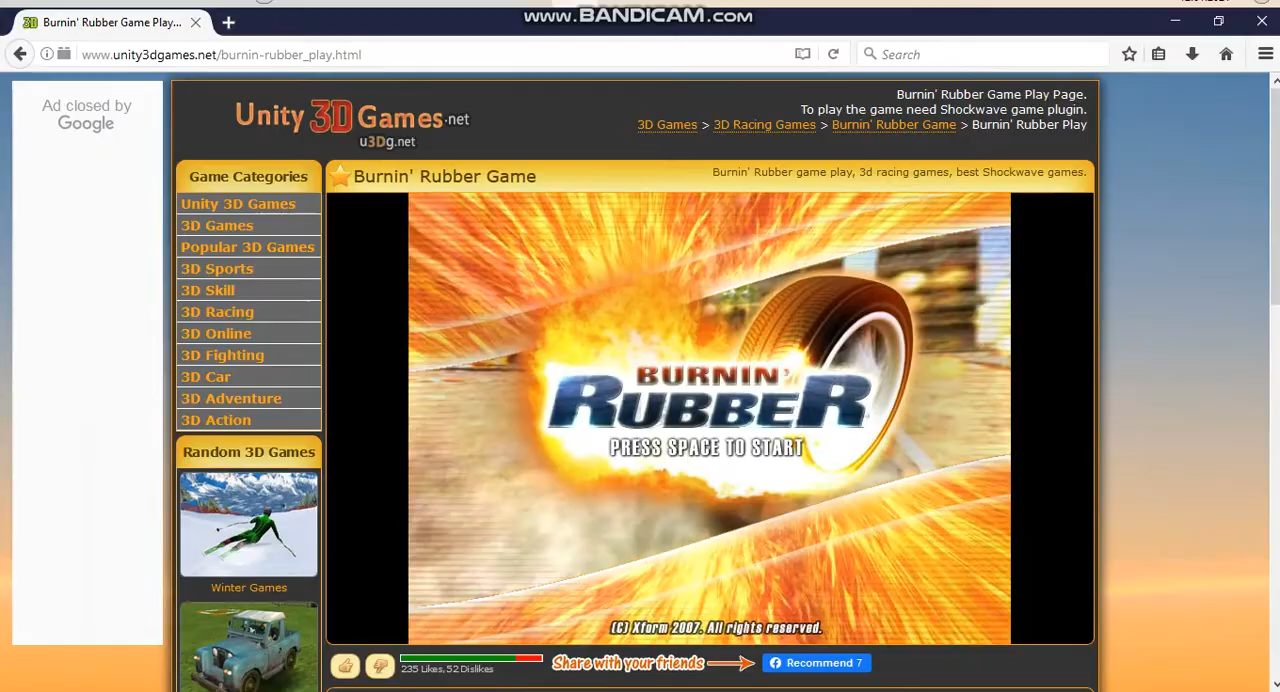 www.BANDICAM.com
3D Burnin' Rubber Game Play...
www.unity3dgames.net/burnin-rubber_play.html
Search
Ad closed by
Google
Unity 3D Games.net
u3Dg.net
Burnin' Rubber Game Play Page.
To play the game need Shockwave game plugin.
3D Games > 3D Racing Games > Burnin' Rubber Game > Burnin' Rubber Play
Game Categories
Unity 3D Games
3D Games
Popular 3D Games
3D Sports
3D Skill
3D Racing
3D Online
3D Fighting
3D Car
3D Adventure
3D Action
Random 3D Games
Winter Games
Burnin' Rubber Game
Burnin' Rubber game play, 3d racing games, best Shockwave games.
BURNIN'
RUBBER
PRESS SPACE TO START
(C) Xform 2007. All rights reserved.
235 Likes, 52 Dislikes
Share with your friends
Recommend 7